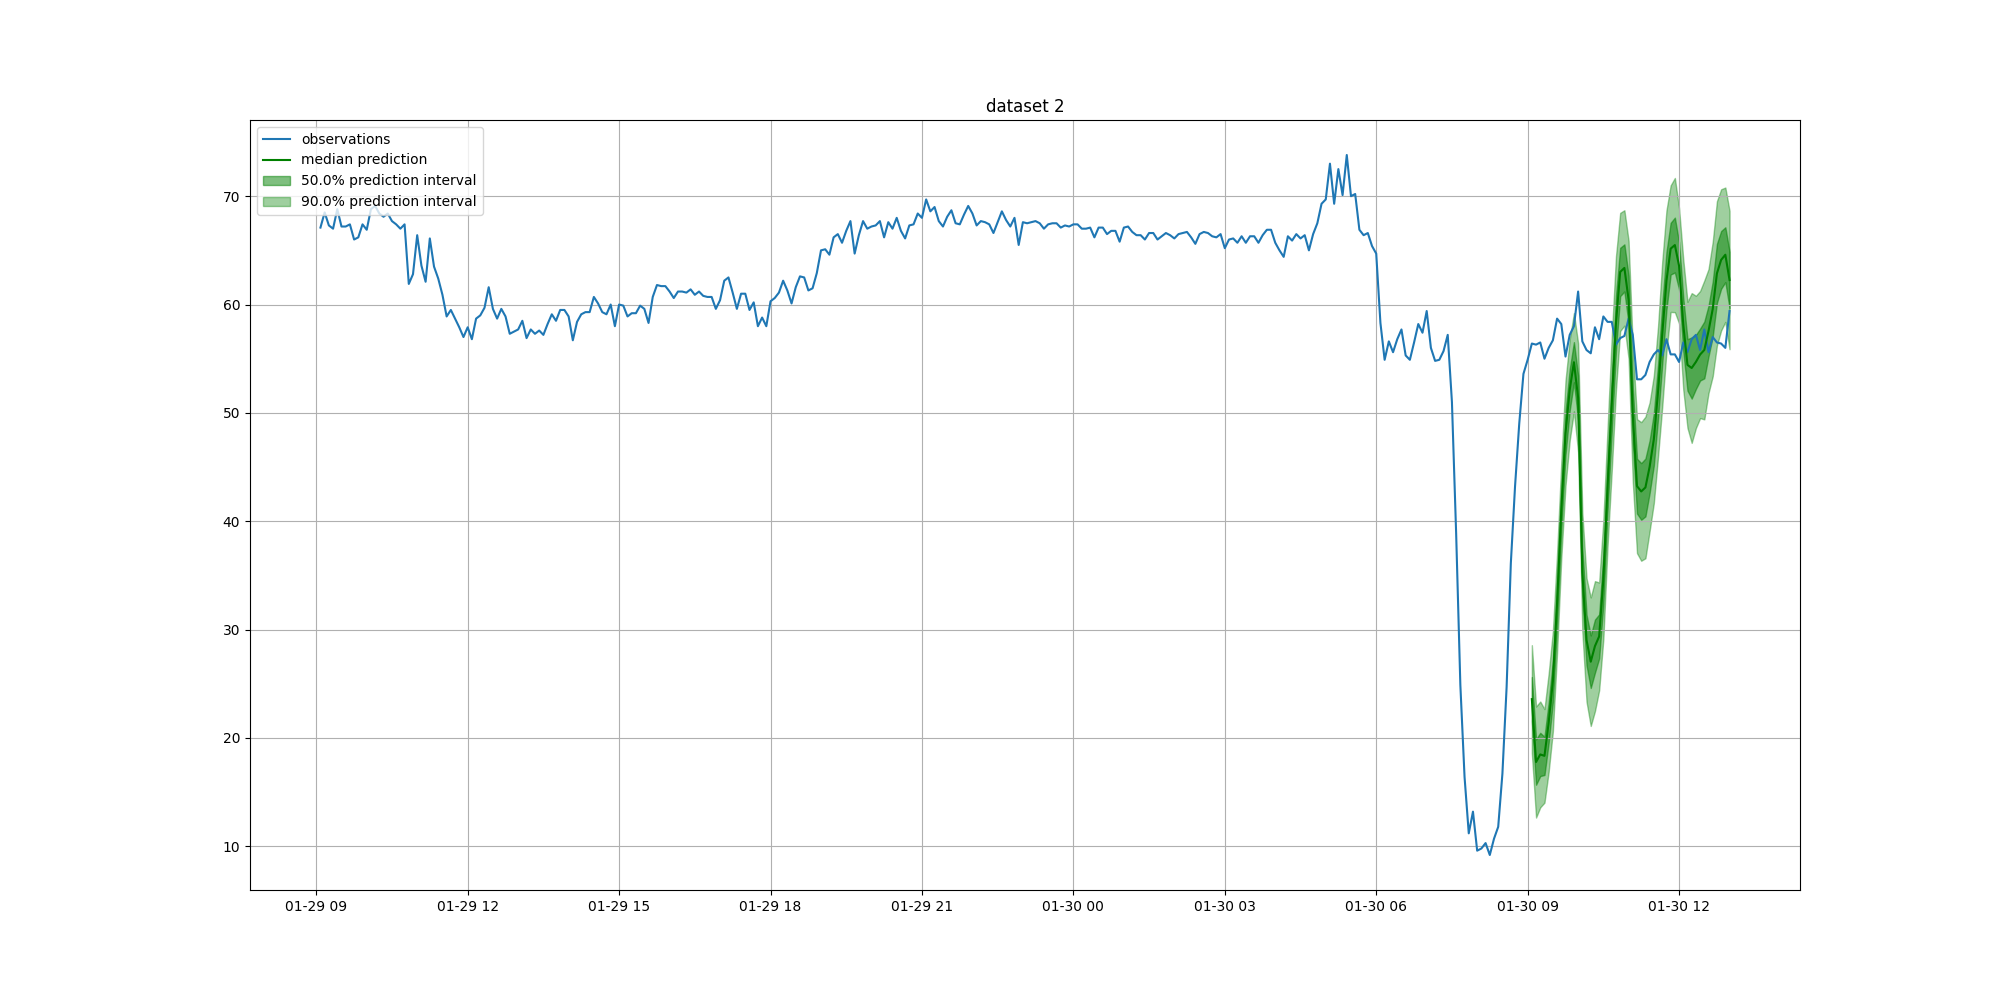 dataset 2
observations
median prediction
50.0% prediction interval
90.0% prediction interval
70
60
50
40
30
20
10
01-29 09 01-29 12 01-29 15 01-29 18 01-29 21 01-30 00 01-30 03 01-30 06 01-30 09 01-30 12